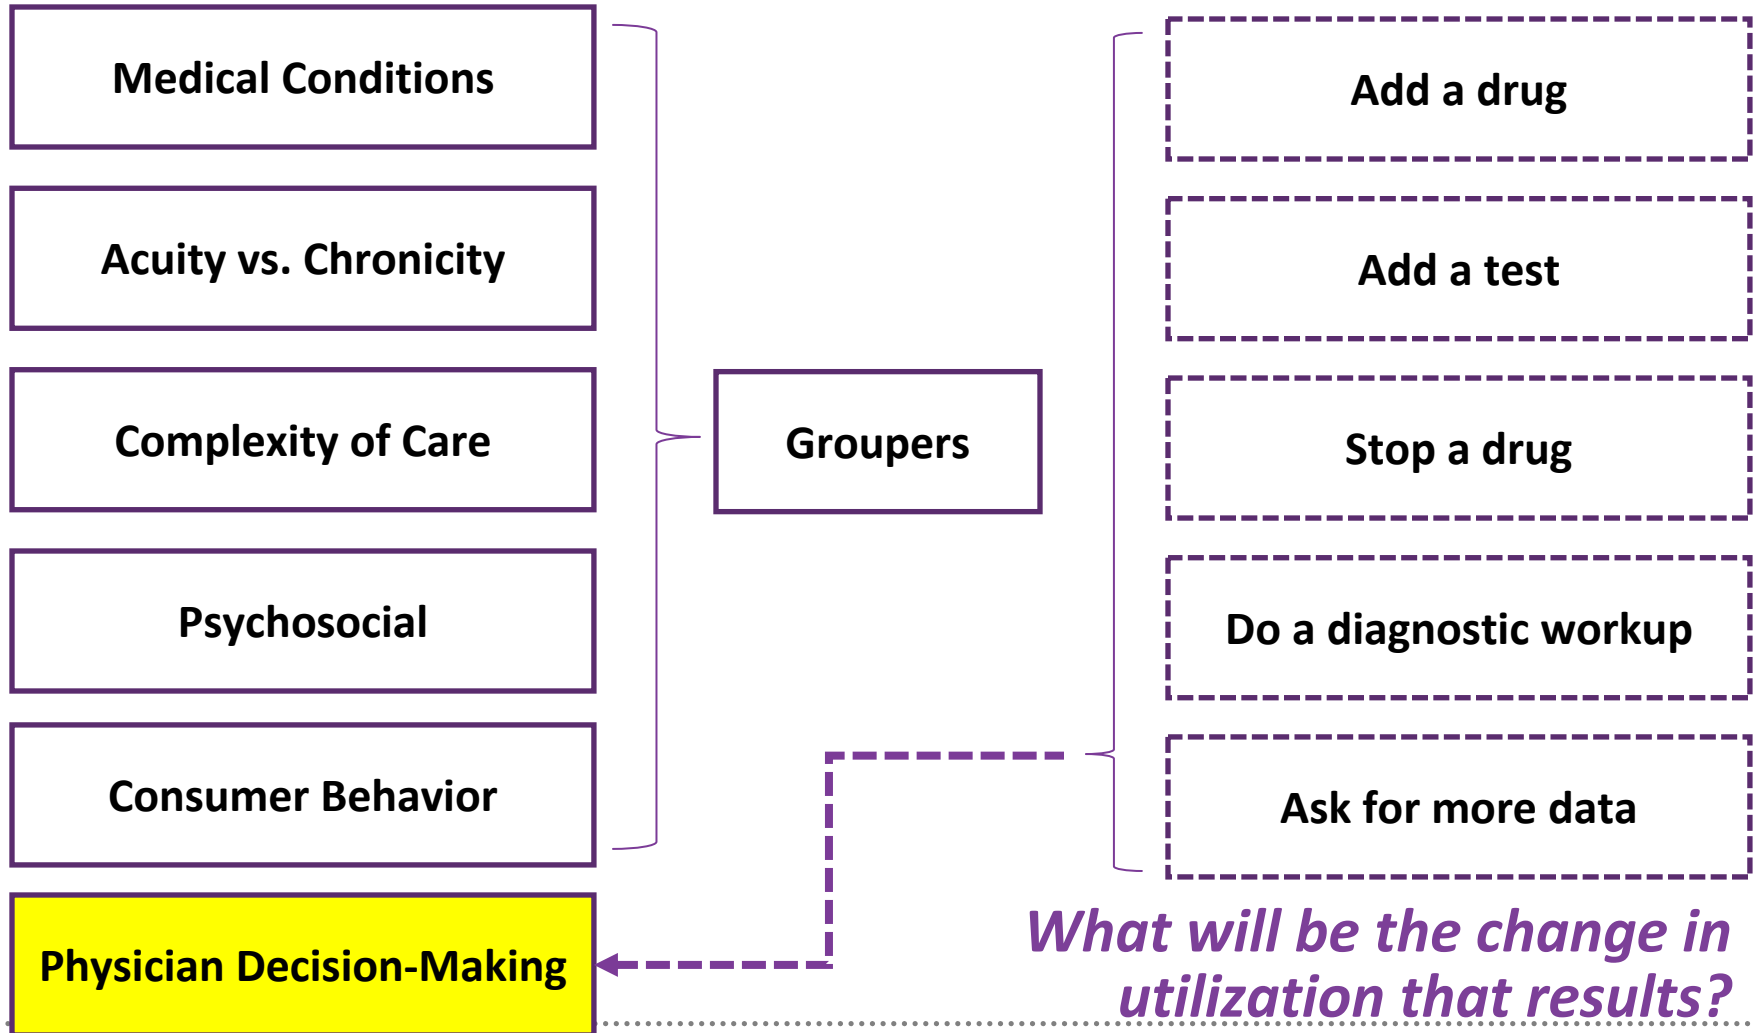 Medical Conditions
Acuity vs. Chronicity
Complexity of Care
Psychosocial
Consumer Behavior
Physician Decision-Making
Groupers
Add a drug
Add a test
Stop a drug
Do a diagnostic workup
Ask for more data
What will be the change in
utilization that results?